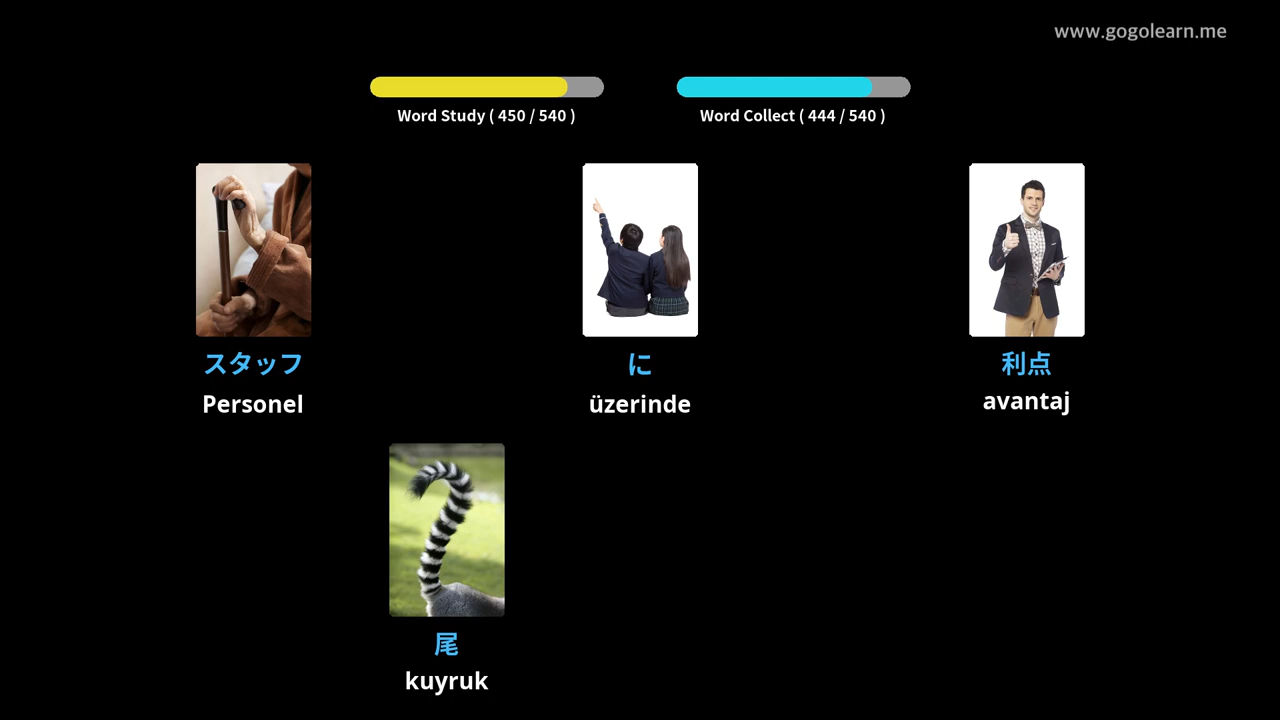 www.gogolearn.me
Word Study ( 450 / 540 )
Word Collect ( 444 / 540 )
スタッフ
Personel
に
üzerinde
利点
avantaj
尾
kuyruk